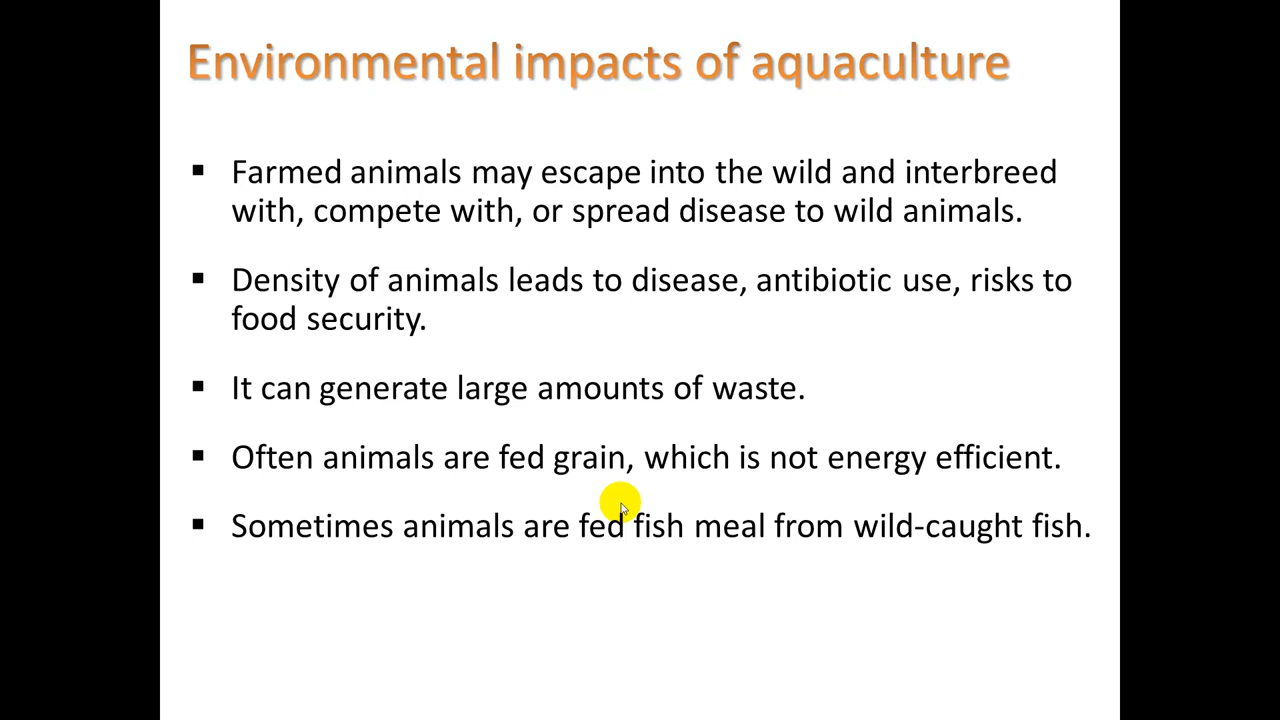 Environmental impacts of aquaculture
▪ Farmed animals may escape into the wild and interbreed
with, compete with, or spread disease to wild animals.
▪ Density of animals leads to disease, antibiotic use, risks to
food security.
▪ It can generate large amounts of waste.
▪ Often animals are fed grain, which is not energy efficient.
▪ Sometimes animals are fed fish meal from wild-caught fish.